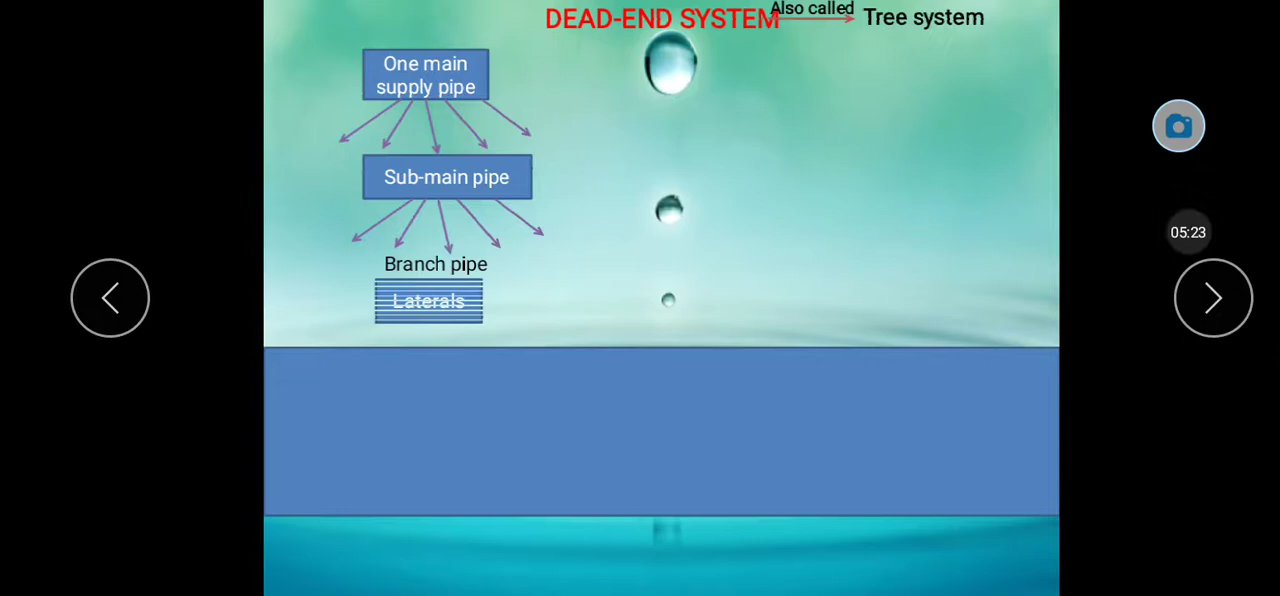 DEAD-END SYSTEM Also called Tree system
One main
supply pipe
Sub-main pipe
Branch pipe
Laterals
05:23